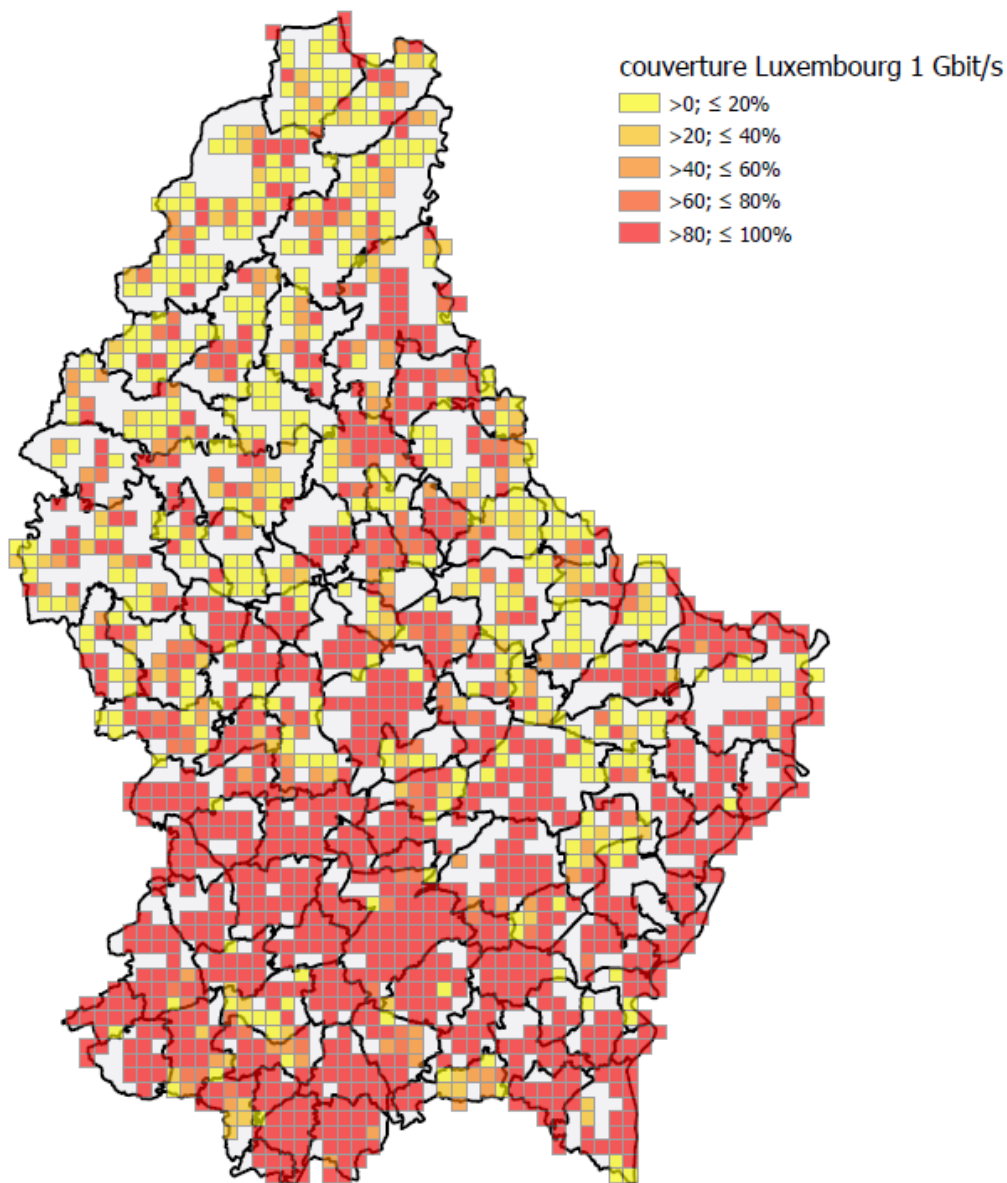 couverture Luxembourg 1 Gbit/s
>0; ≤ 20%
>20; ≤ 40%
>40; ≤ 60%
>60; ≤ 80%
>80; ≤ 100%